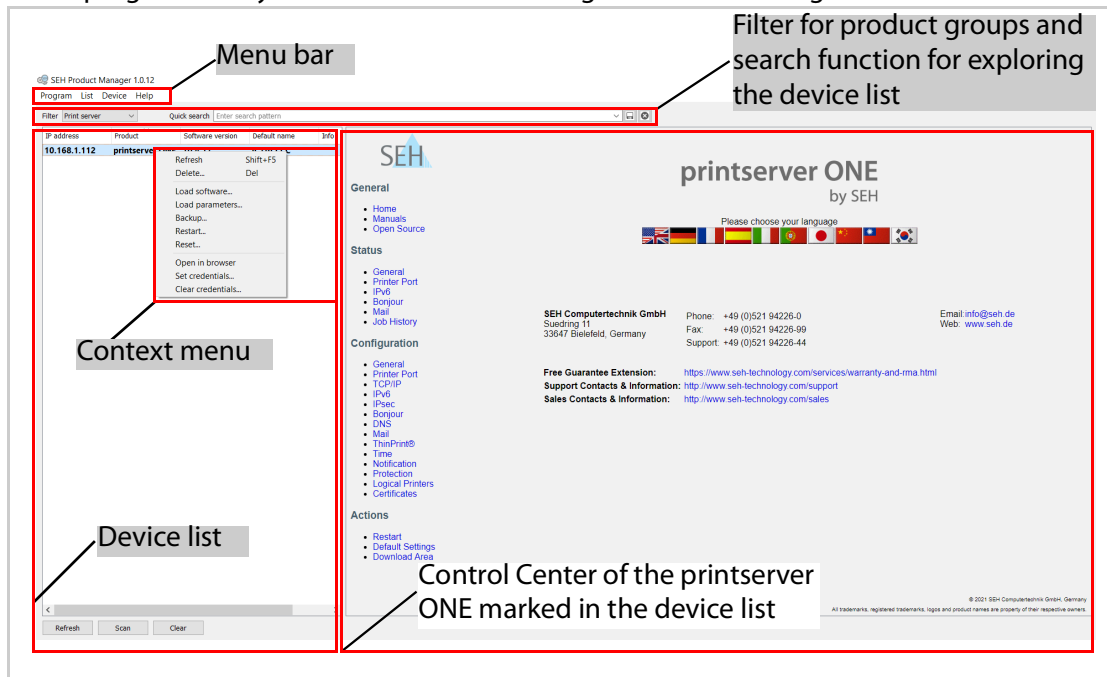 Menu bar
Filter for product groups and
search function for exploring
the device list
SEH Product Manager 1.0.12
Program List Device Help
Filter Print server Quick search Enter search pattern
IP address Product Software version Default name Info
10.168.1.112
Refresh Shift+F5
Delete... Del
Load software...
Load parameters...
Backup...
Restart...
Reset...
Open in browser
Set credentials...
Clear credentials...
Context menu
Device list
Refresh Scan Clear
SEH
General
Home
Manuals
Open Source
Status
General
Printer Port
IPv6
Bonjour
Mail
Job History
Configuration
General
Printer Port
TCP/IP
IPv6
IPsec
Bonjour
DNS
Mail
ThinPrint®
Time
Notification
Protection
Logical Printers
Certificates
Actions
Restart
Default Settings
Download Area
printserver ONE
by SEH
Please choose your language
SEH Computertechnik GmbH
Suedring 11
33647 Bielefeld, Germany
Phone: +49 (0)521 94226-0
Fax: +49 (0)521 94226-99
Support: +49 (0)521 94226-44
Email:info@seh.de
Web: www.seh.de
Free Guarantee Extension: https://www.seh-technology.com/services/warranty-and-rma.html
Support Contacts & Information: http://www.seh-technology.com/support
Sales Contacts & Information: http://www.seh-technology.com/sales
Control Center of the printserver
ONE marked in the device list
© 2021 SEH Computertechnik GmbH, Germany
All trademarks, registered trademarks, logos and product names are property of their respective owners.